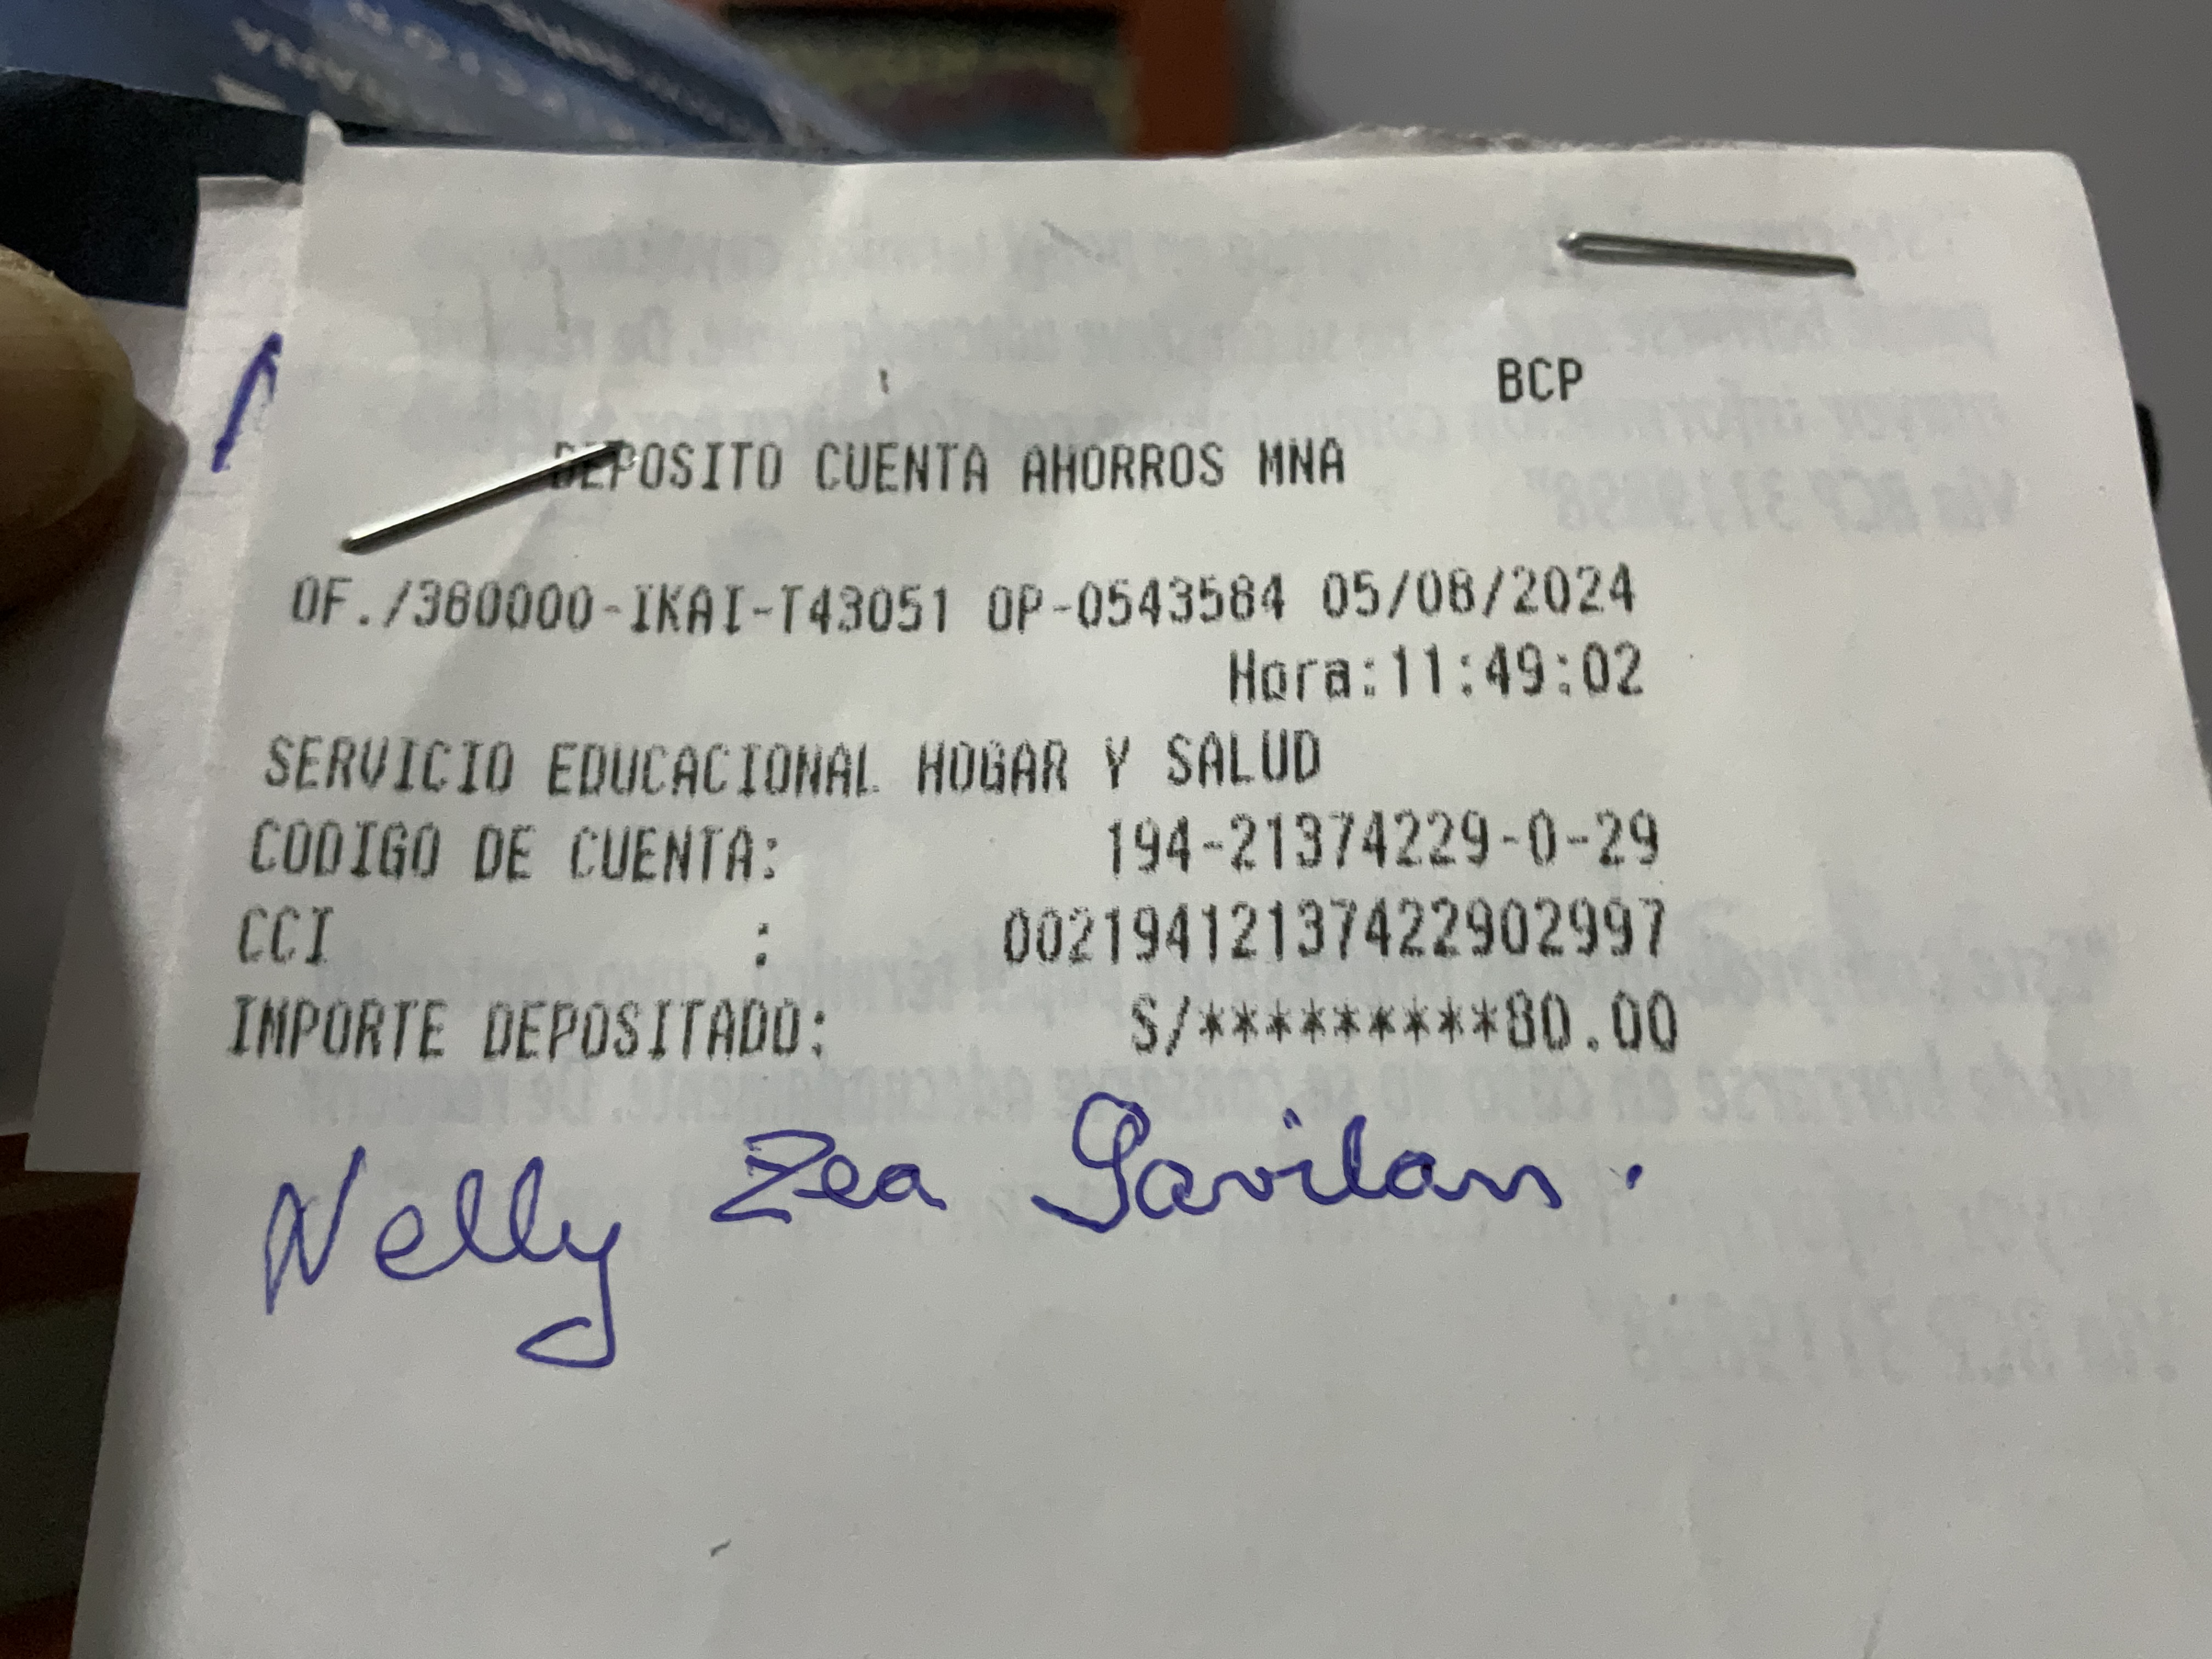 BCP
DEPOSITO CUENTA AHORROS MNA
OF./380000-IKAI-T43051 OP-0543584 05/08/2024
Hora:11:49:02
SERVICIO EDUCACIONAL HOGAR Y SALUD
CODIGO DE CUENTA: 194-21374229-0-29
CCI : 00219412137422902997
IMPORTE DEPOSITADO: S/*********80.00
Nelly Zea Gavilan.